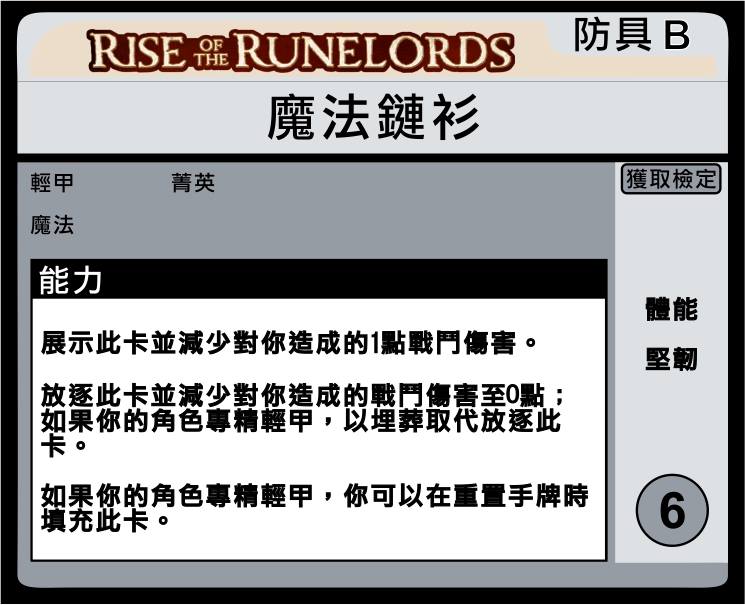 RISE OF THE RUNELORDS
防具 B
魔法鏈衫
輕甲 菁英
獲取檢定
魔法
能力
體能
展示此卡並減少對你造成的1點戰鬥傷害。
堅韌
放逐此卡並減少對你造成的戰鬥傷害至0點；
如果你的角色專精輕甲，以埋葬取代放逐此
卡。
如果你的角色專精輕甲，你可以在重置手牌時
填充此卡。
6